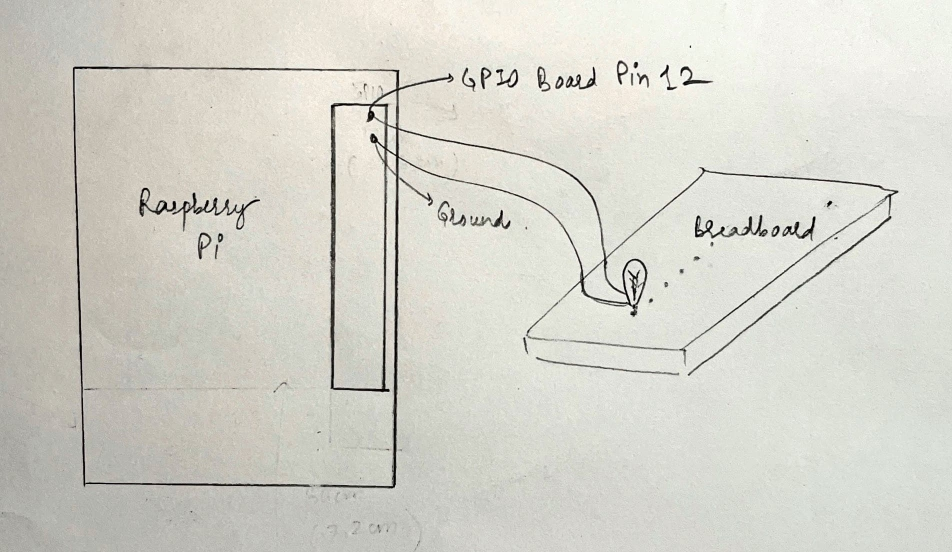 GPIO Board Pin 12
Raspberry
Pi
Ground.
Breadboard